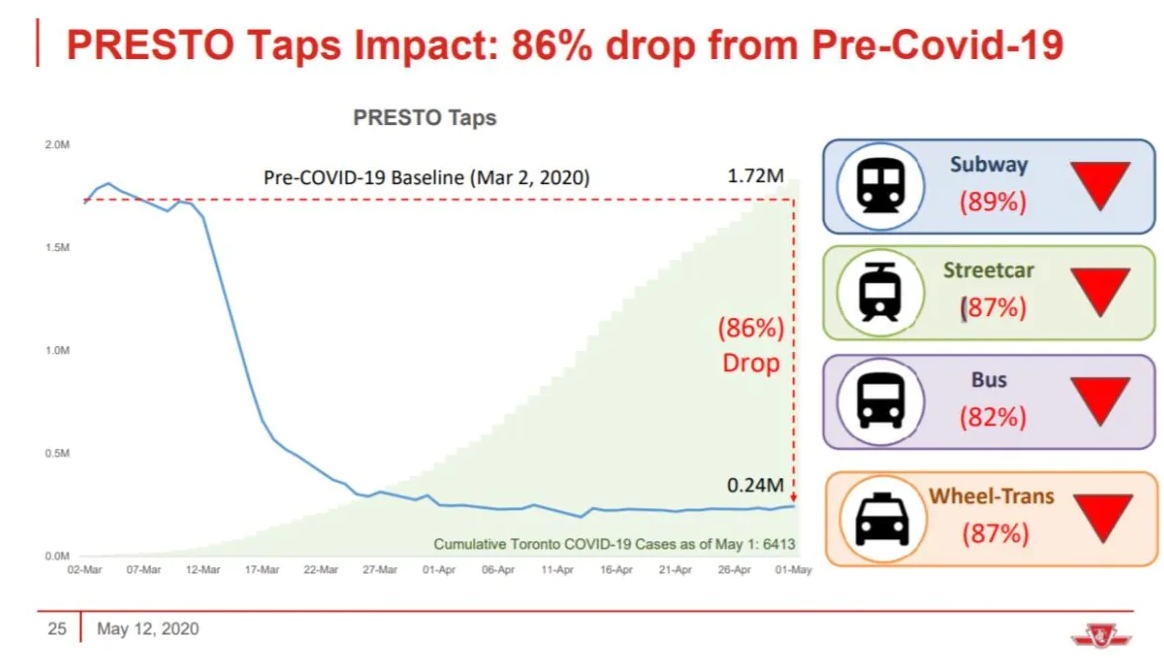 PRESTO Taps Impact: 86% drop from Pre-Covid-19
PRESTO Taps
2.0M
1.5M
1.0M
0.5M
0.0M
Pre-COVID-19 Baseline (Mar 2, 2020)
1.72M
(86%)
Drop
0.24M
Cumulative Toronto COVID-19 Cases as of May 1: 6413
02-Mar 07-Mar 12-Mar 17-Mar 22-Mar 27-Mar 01-Apr 06-Apr 11-Apr 16-Apr 21-Apr 26-Apr 01-May
Subway
(89%)
Streetcar
(87%)
Bus
(82%)
Wheel-Trans
(87%)
25 May 12, 2020